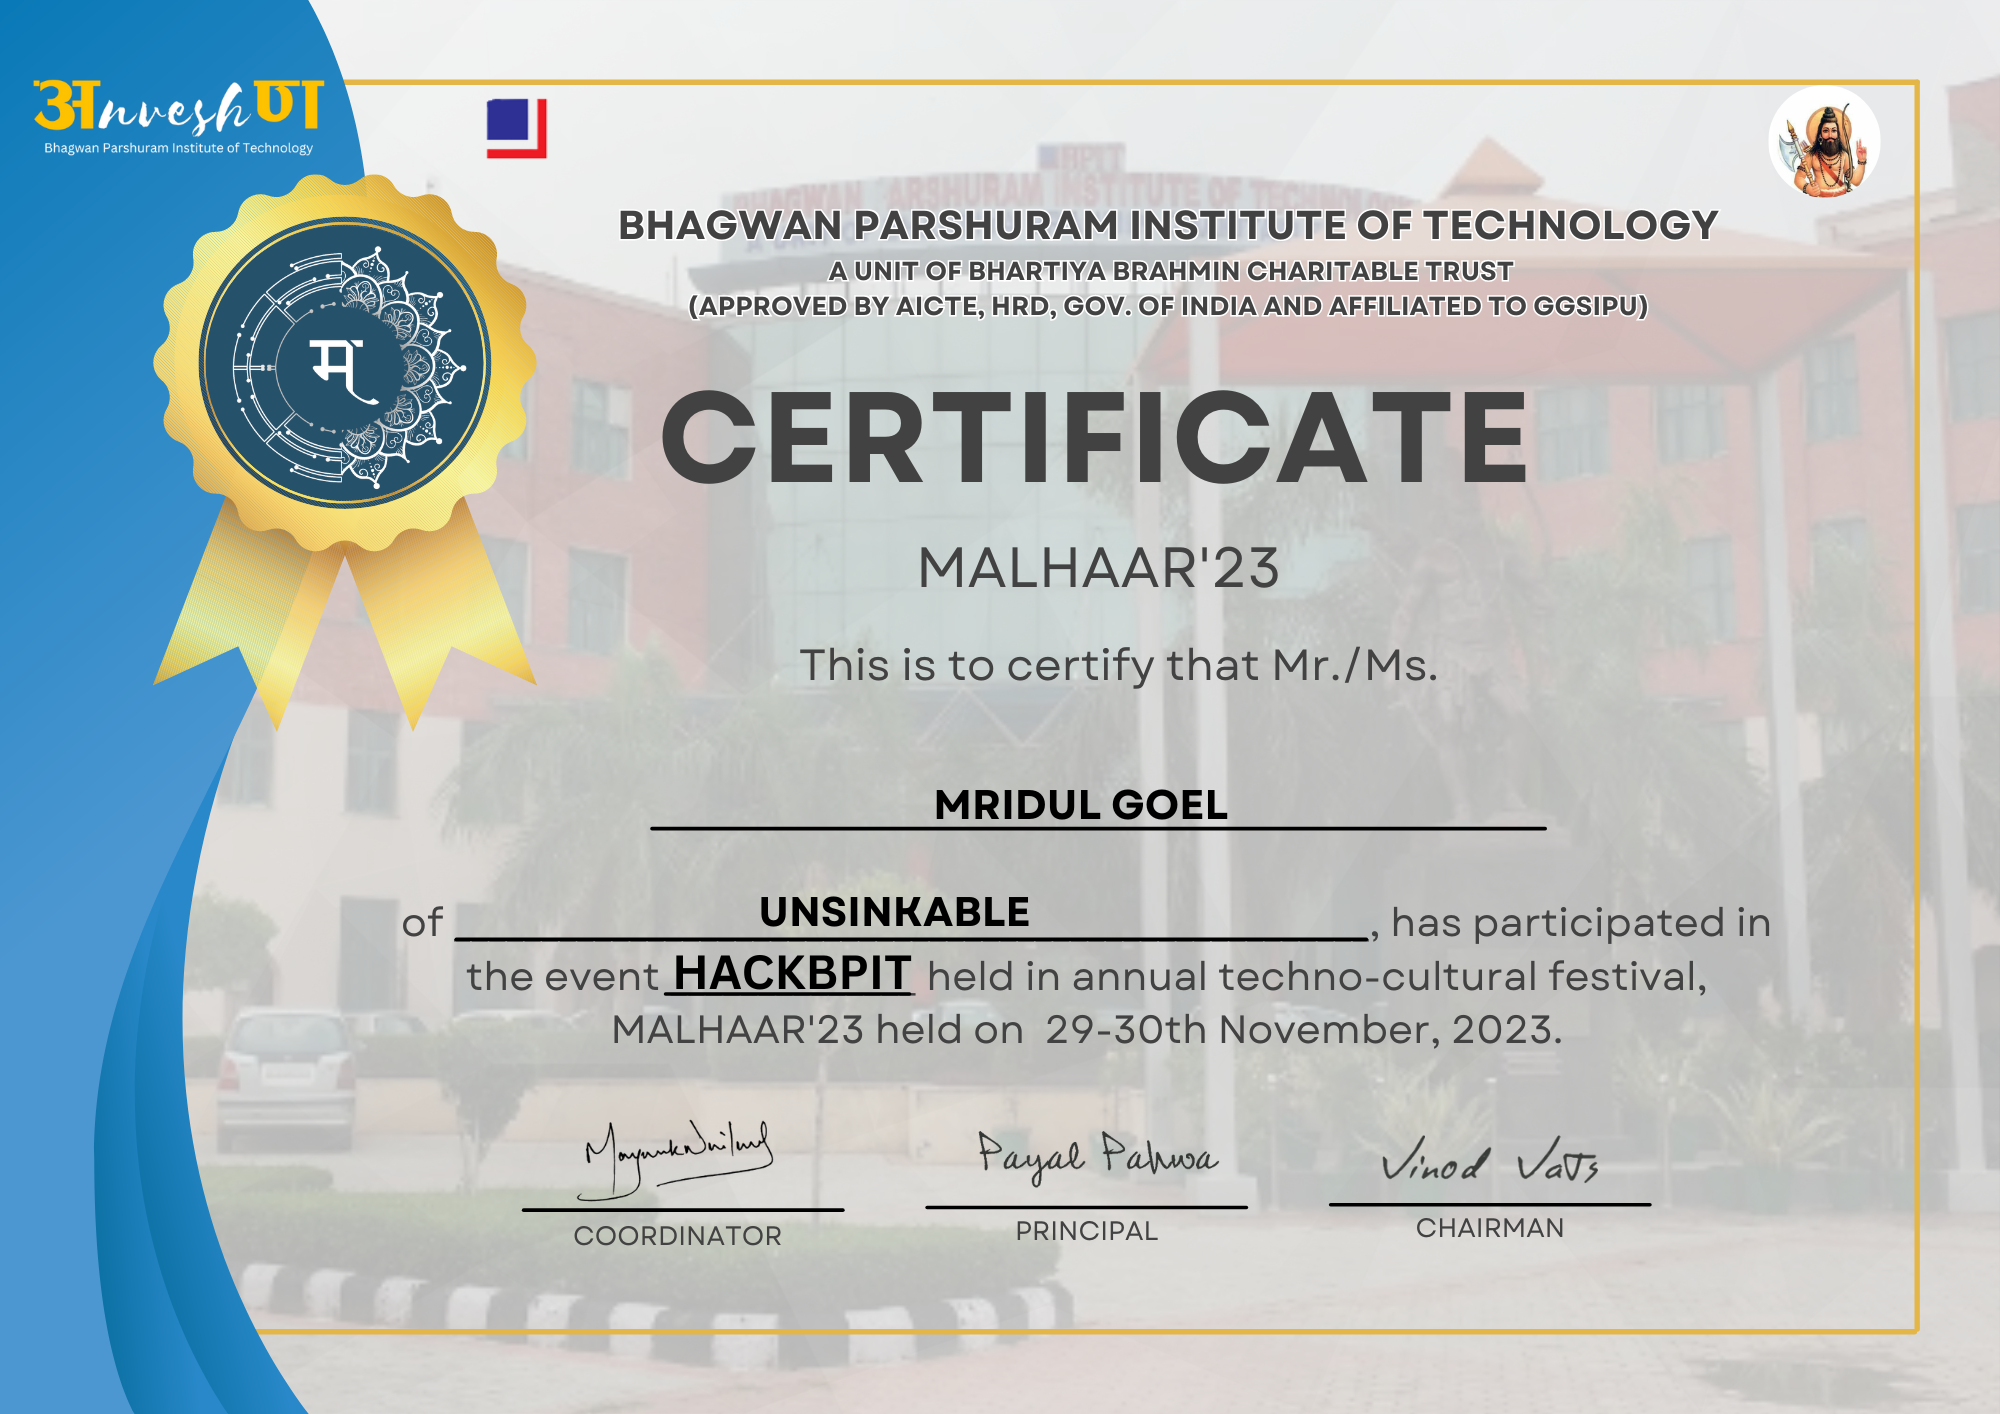 अnveshण
Bhagwan Parshuram Institute of Technology
BPIT
BHAGWAN PARSHURAM INSTITUTE OF TECHNOLOGY
A UNIT OF BHARTIYA BRAHMIN CHARITABLE TRUST
(APPROVED BY AICTE, HRD, GOV. OF INDIA AND AFFILIATED TO GGSIPU)
म
CERTIFICATE
MALHAAR'23
This is to certify that Mr./Ms.
MRIDUL GOEL
of UNSINKABLE, has participated in
the event HACKBPIT held in annual techno-cultural festival,
MALHAAR'23 held on 29-30th November, 2023.
Payal Pahwa
Vinod Vats
COORDINATOR
PRINCIPAL
CHAIRMAN